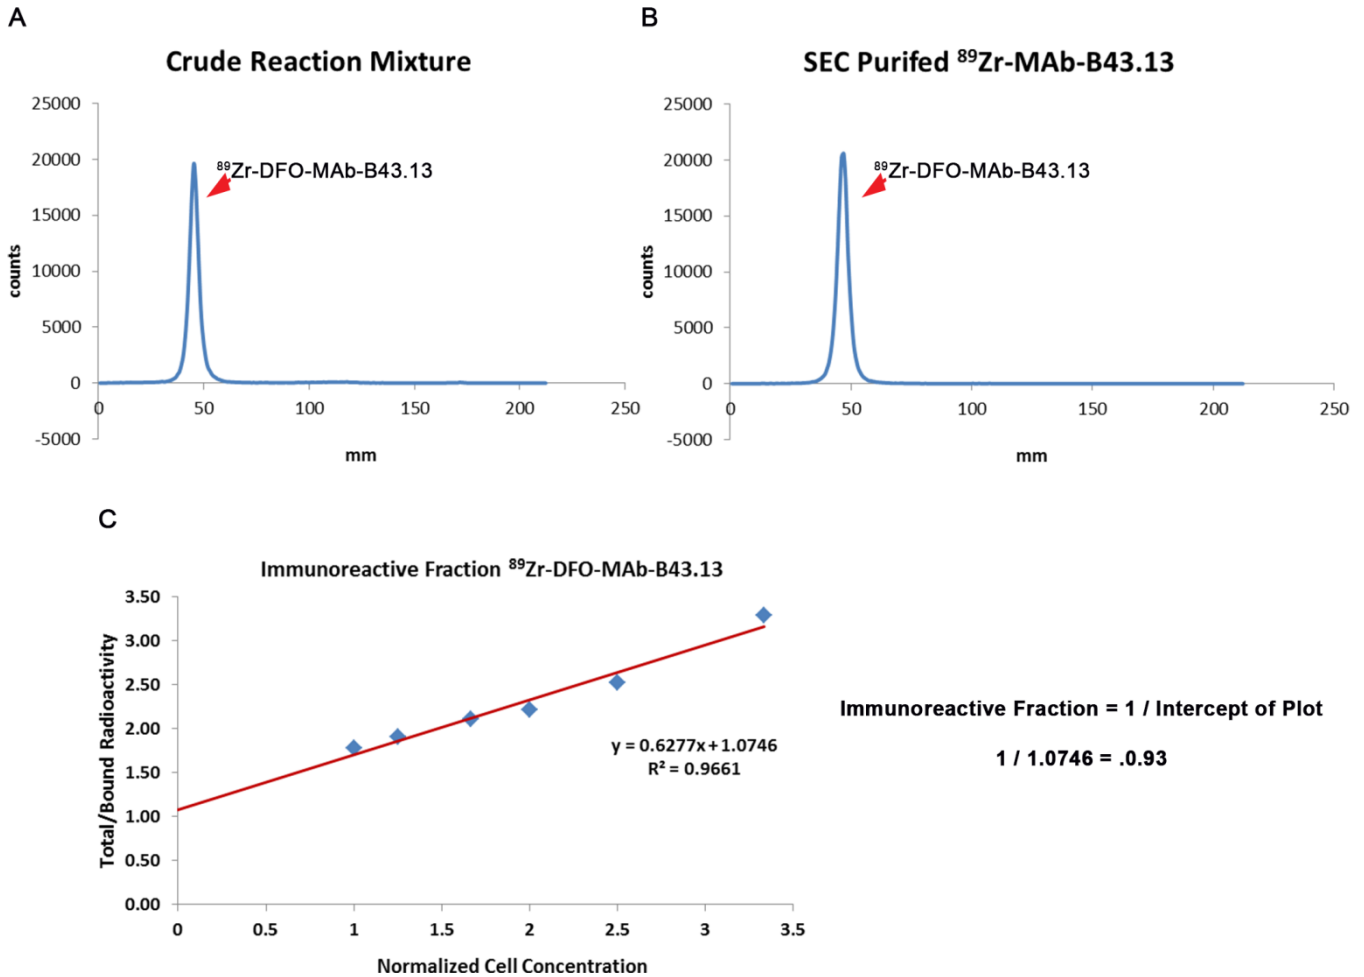 A
Crude Reaction Mixture
25000
20000
15000
10000
5000
0
-5000
counts
⁸⁹Zr-DFO-MAb-B43.13
0 50 100 150 200 250
mm
B
SEC Purifed ⁸⁹Zr-MAb-B43.13
25000
20000
15000
10000
5000
0
-5000
counts
⁸⁹Zr-DFO-MAb-B43.13
0 50 100 150 200 250
mm
C
Immunoreactive Fraction ⁸⁹Zr-DFO-MAb-B43.13
3.50
3.00
2.50
2.00
1.50
1.00
0.50
0.00
Total/Bound Radioactivity
y = 0.6277x + 1.0746
R² = 0.9661
0 0.5 1 1.5 2 2.5 3 3.5
Normalized Cell Concentration
Immunoreactive Fraction = 1 / Intercept of Plot
1 / 1.0746 = .0.93